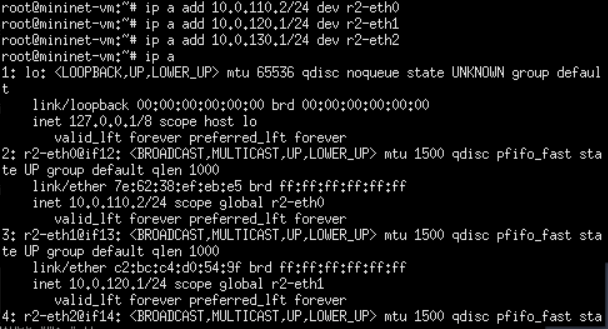 root@mininet-vm:~# ip a add 10.0.110.2/24 dev r2-eth0
root@mininet-vm:~# ip a add 10.0.120.1/24 dev r2-eth1
root@mininet-vm:~# ip a add 10.0.130.1/24 dev r2-eth2
root@mininet-vm:~# ip a
1: lo: <LOOPBACK,UP,LOWER_UP> mtu 65536 qdisc noqueue state UNKNOWN group defaul
t
    link/loopback 00:00:00:00:00:00 brd 00:00:00:00:00:00
    inet 127.0.0.1/8 scope host lo
       valid_lft forever preferred_lft forever
2: r2-eth0@if12: <BROADCAST,MULTICAST,UP,LOWER_UP> mtu 1500 qdisc pfifo_fast sta
te UP group default qlen 1000
    link/ether 7e:62:38:ef:eb:e5 brd ff:ff:ff:ff:ff:ff
    inet 10.0.110.2/24 scope global r2-eth0
       valid_lft forever preferred_lft forever
3: r2-eth1@if13: <BROADCAST,MULTICAST,UP,LOWER_UP> mtu 1500 qdisc pfifo_fast sta
te UP group default qlen 1000
    link/ether c2:bc:c4:d0:54:9f brd ff:ff:ff:ff:ff:ff
    inet 10.0.120.1/24 scope global r2-eth1
       valid_lft forever preferred_lft forever
4: r2-eth2@if14: <BROADCAST,MULTICAST,UP,LOWER_UP> mtu 1500 qdisc pfifo_fast sta